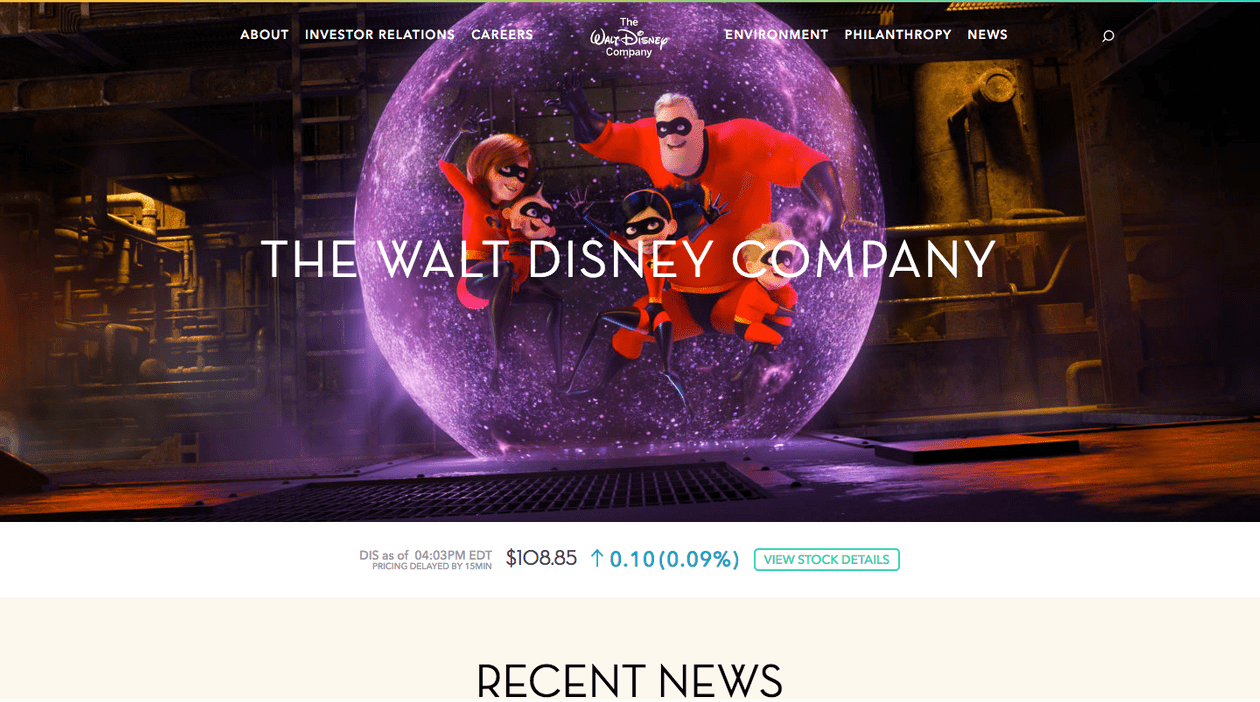 ABOUT INVESTOR RELATIONS CAREERS The Walt Disney Company ENVIRONMENT PHILANTHROPY NEWS
THE WALT DISNEY COMPANY
DIS as of 04:03PM EDT $108.85 ↑ 0.10 (0.09%) VIEW STOCK DETAILS
PRICING DELAYED BY 15MIN
RECENT NEWS